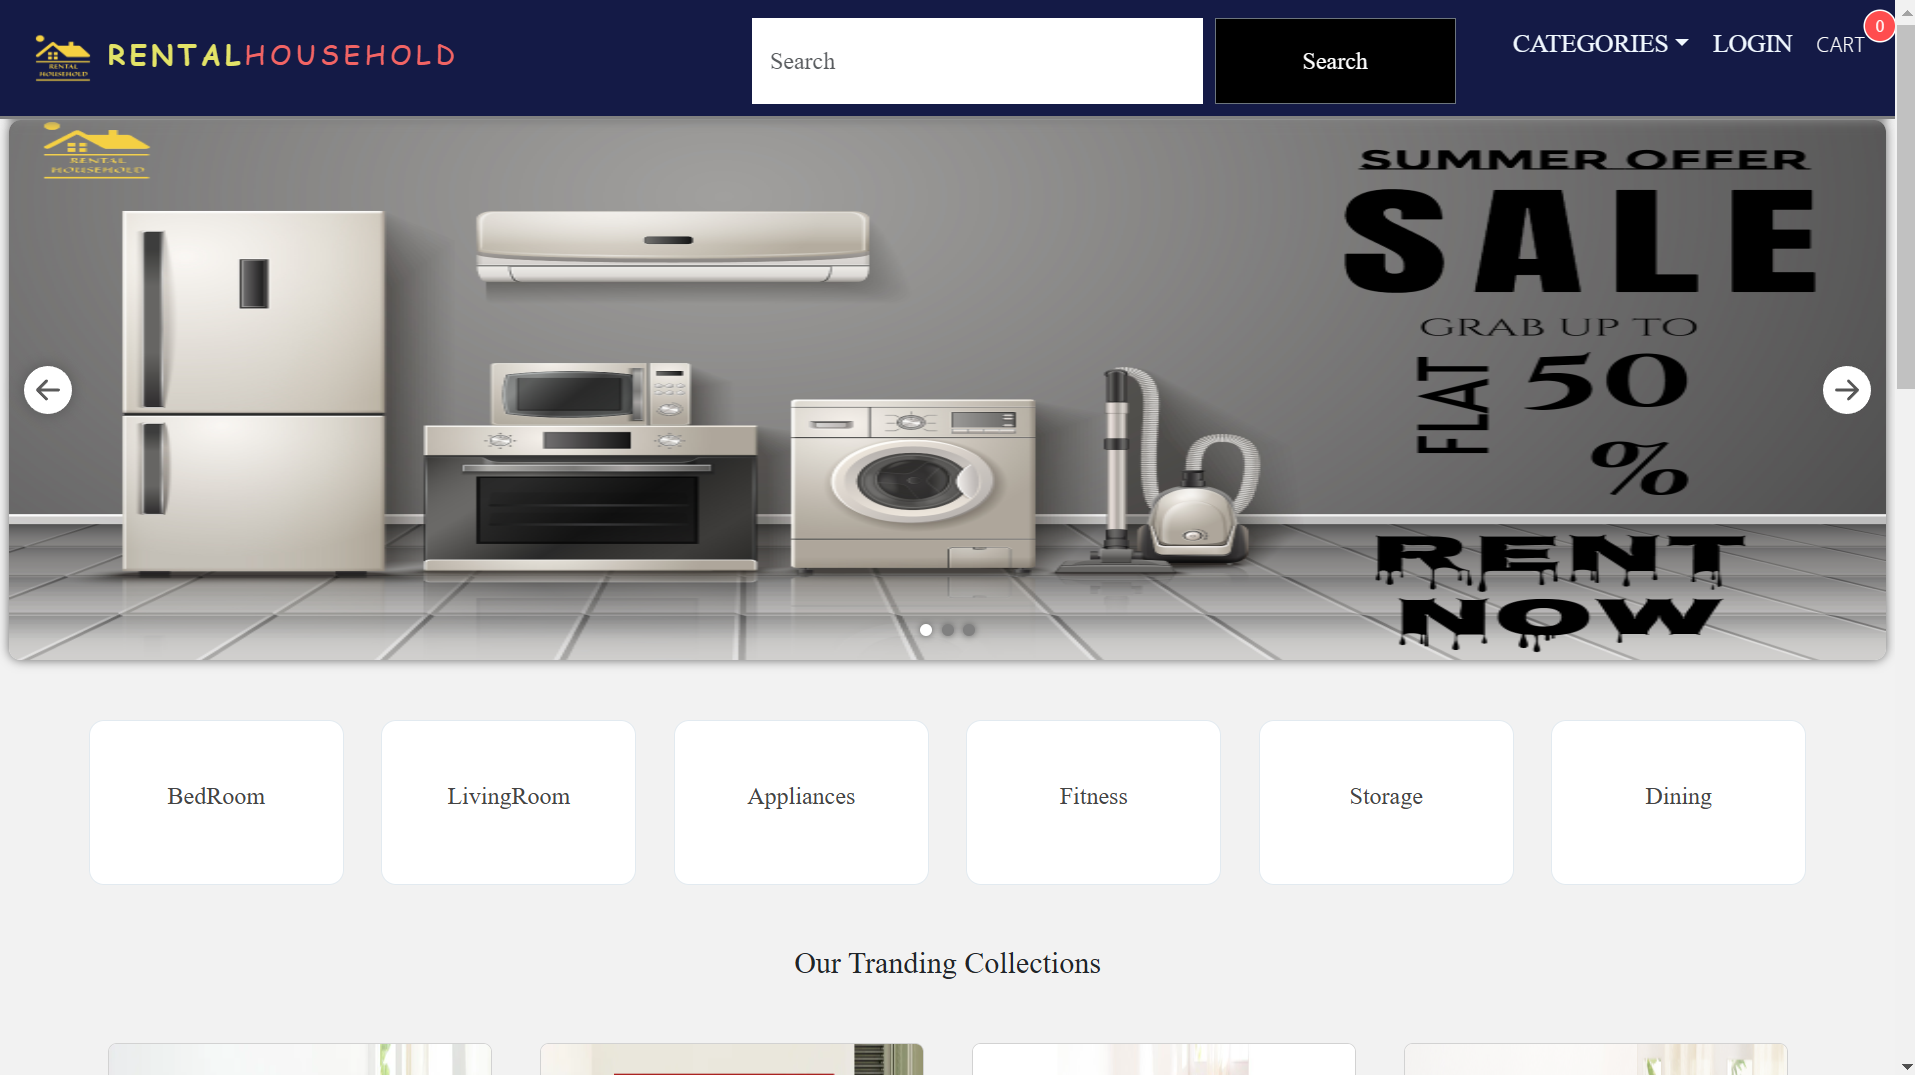 RENTAL
HOUSEHOLD
RENTALHOUSEHOLD
Search
Search
CATEGORIES
LOGIN
CART
0
RENTAL
HOUSEHOLD
SUMMER OFFER
SALE
GRAB UP TO
FLAT
50
%
RENT
NOW
BedRoom
LivingRoom
Appliances
Fitness
Storage
Dining
Our Tranding Collections